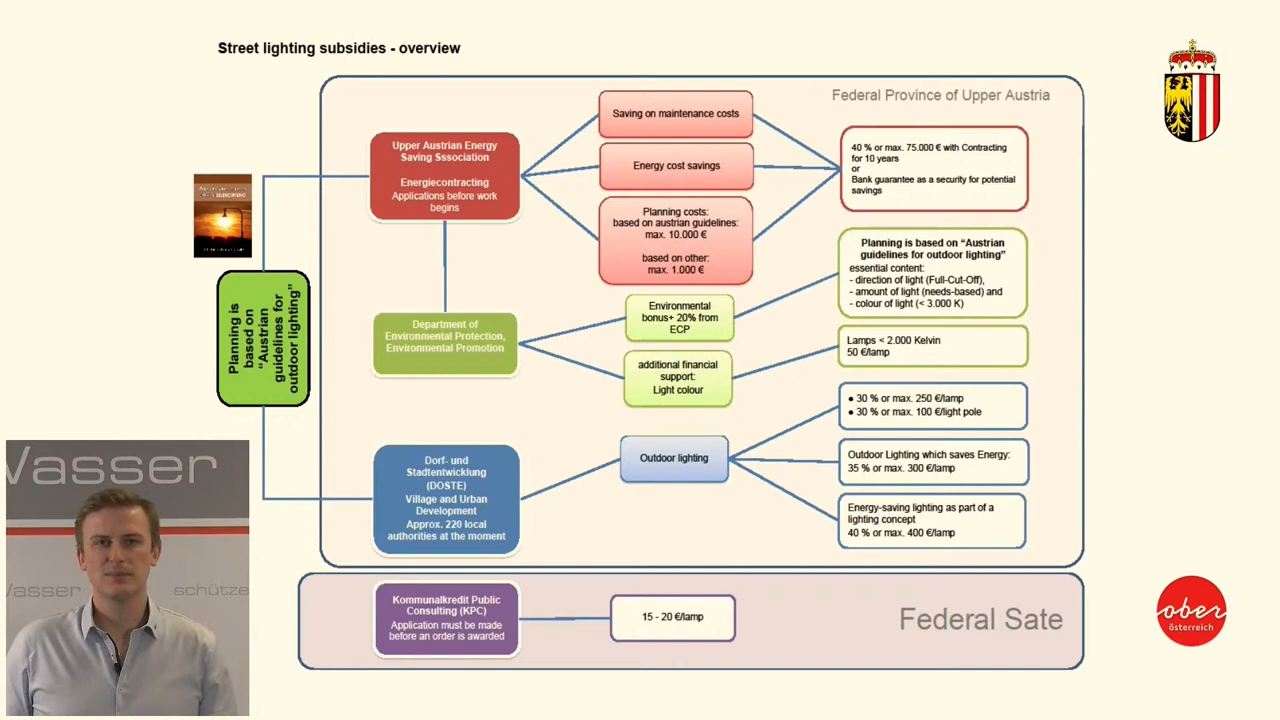 Street lighting subsidies - overview
Federal Province of Upper Austria
Upper Austrian Energy
Saving Sssociation
Energiecontracting
Applications before work
begins
Saving on maintenance costs
Energy cost savings
Planning costs:
based on austrian guidelines:
max. 10.000 €
based on other:
max. 1.000 €
40 % or max. 75.000 € with Contracting
for 10 years
or
Bank guarantee as a security for potential
savings
Planning is
based on
“Austrian
guidelines for
outdoor lighting”
Department of
Environmental Protection,
Environmental Promotion
Environmental
bonus+ 20% from
ECP
additional financial
support:
Light colour
Planning is based on “Austrian
guidelines for outdoor lighting”
essential content:
- direction of light (Full-Cut-Off),
- amount of light (needs-based) and
- colour of light (< 3.000 K)
Lamps < 2.000 Kelvin
50 €/lamp
Dorf- und
Stadtentwicklung
(DOSTE)
Village and Urban
Development
Approx. 220 local
authorities at the moment
Outdoor lighting
● 30 % or max. 250 €/lamp
● 30 % or max. 100 €/light pole
Outdoor Lighting which saves Energy:
35 % or max. 300 €/lamp
Energy-saving lighting as part of a
lighting concept
40 % or max. 400 €/lamp
Kommunalkredit Public
Consulting (KPC)
Application must be made
before an order is awarded
15 - 20 €/lamp
Federal Sate
Vasser
Vasser
schütze
ober
österreich